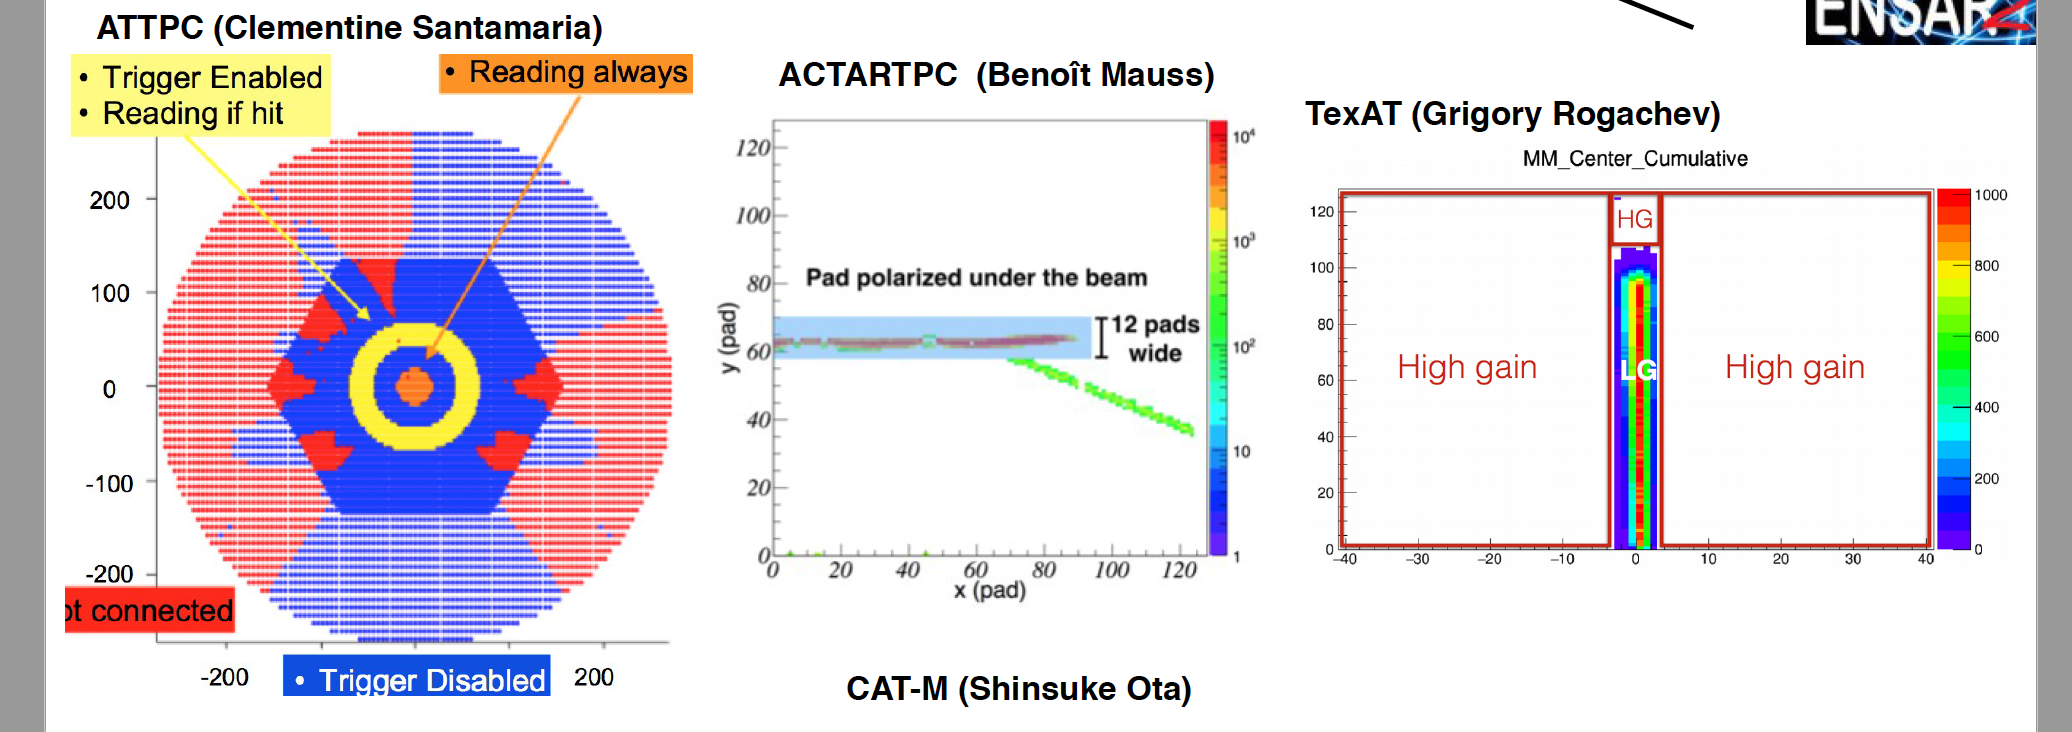 ENSAR2
ATTPC (Clementine Santamaria)
• Trigger Enabled
• Reading if hit
• Reading always
200
100
0
-100
-200
ot connected
-200
• Trigger Disabled
200
ACTARTPC (Benoît Mauss)
120
100
80
60
40
20
0
y (pad)
Pad polarized under the beam
12 pads
wide
0 20 40 60 80 100 120
x (pad)
10⁴
10³
10²
10
1
CAT-M (Shinsuke Ota)
TexAT (Grigory Rogachev)
MM_Center_Cumulative
120
100
80
60
40
20
0
HG
High gain
LG
High gain
−40 −30 −20 −10 0 10 20 30 40
1000
800
600
400
200
0